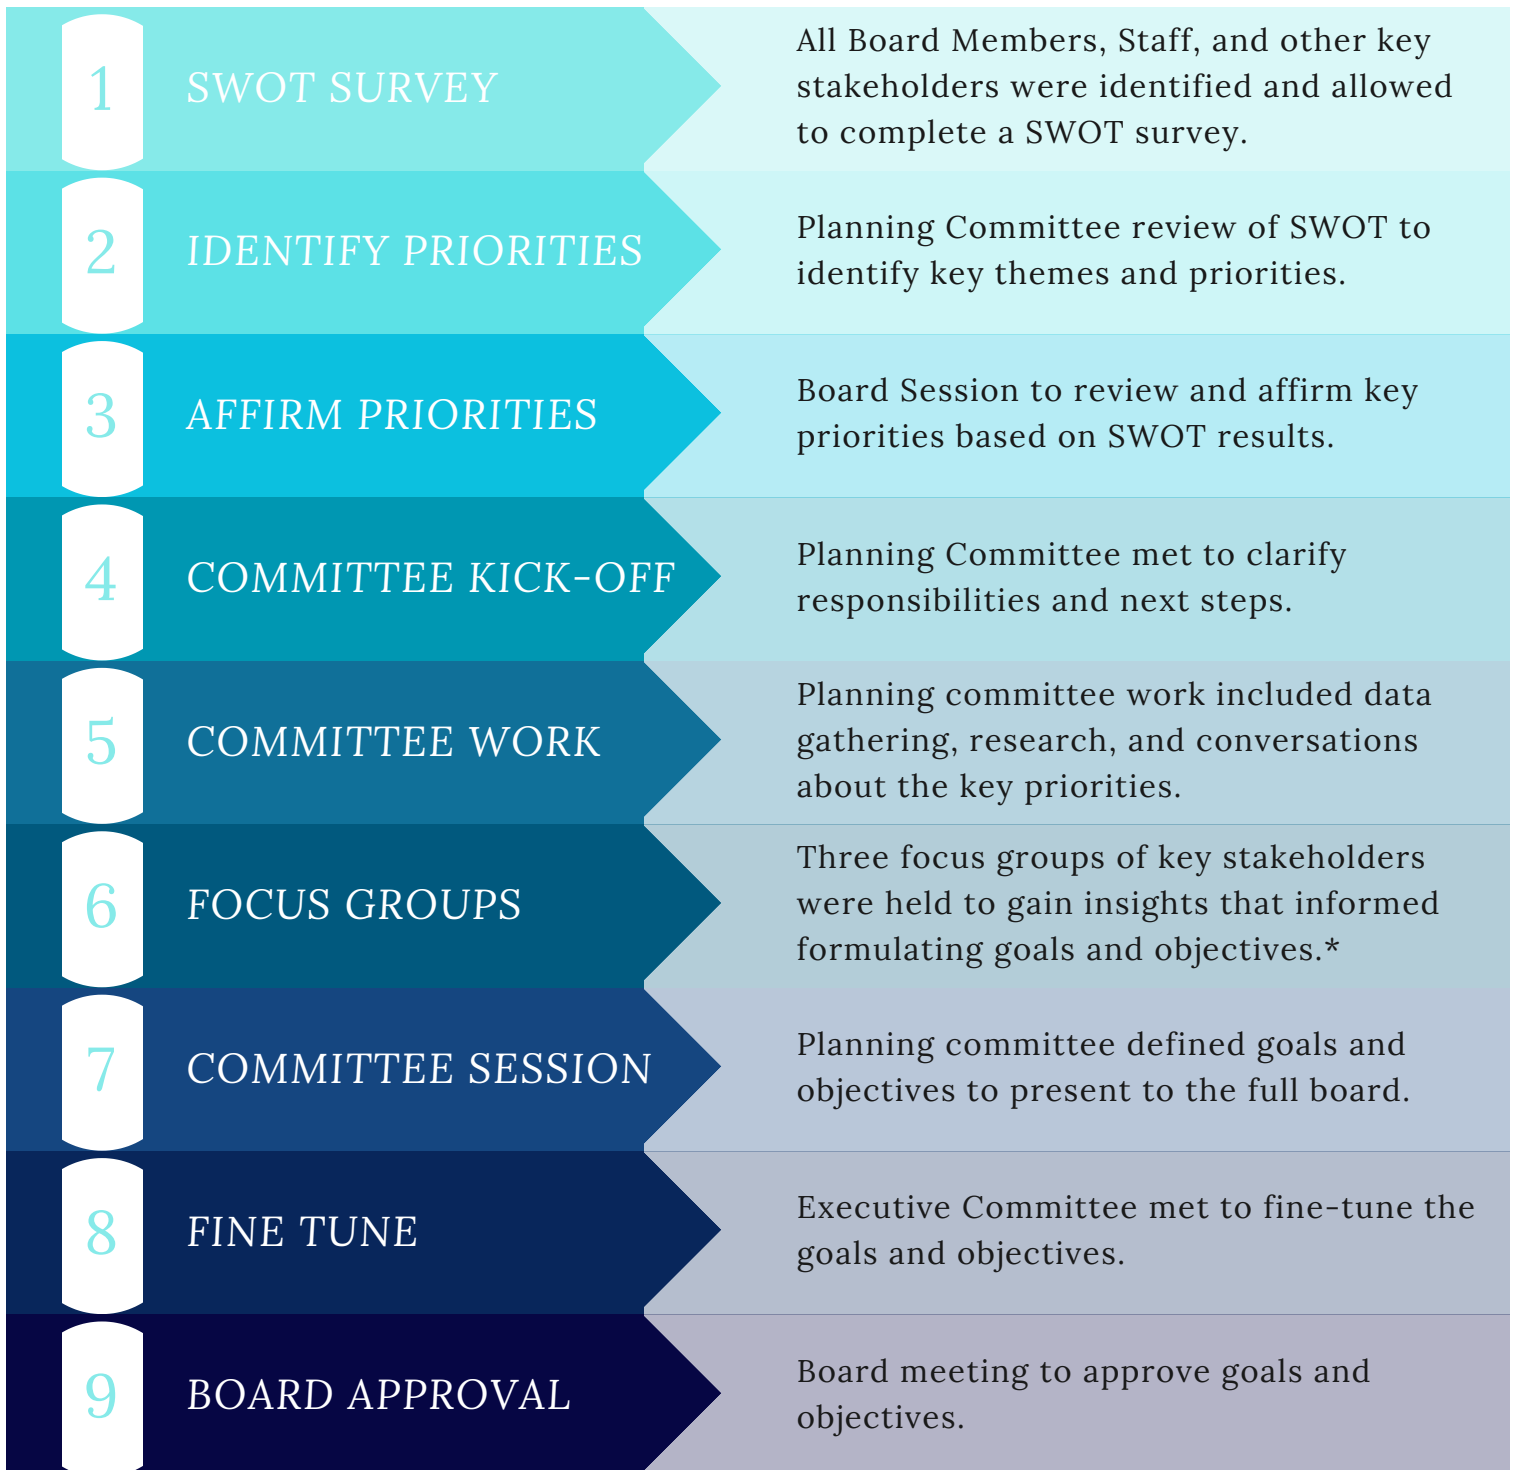 1
SWOT SURVEY
All Board Members, Staff, and other key
stakeholders were identified and allowed
to complete a SWOT survey.
2
IDENTIFY PRIORITIES
Planning Committee review of SWOT to
identify key themes and priorities.
3
AFFIRM PRIORITIES
Board Session to review and affirm key
priorities based on SWOT results.
4
COMMITTEE KICK-OFF
Planning Committee met to clarify
responsibilities and next steps.
5
COMMITTEE WORK
Planning committee work included data
gathering, research, and conversations
about the key priorities.
6
FOCUS GROUPS
Three focus groups of key stakeholders
were held to gain insights that informed
formulating goals and objectives.*
7
COMMITTEE SESSION
Planning committee defined goals and
objectives to present to the full board.
8
FINE TUNE
Executive Committee met to fine-tune the
goals and objectives.
9
BOARD APPROVAL
Board meeting to approve goals and
objectives.